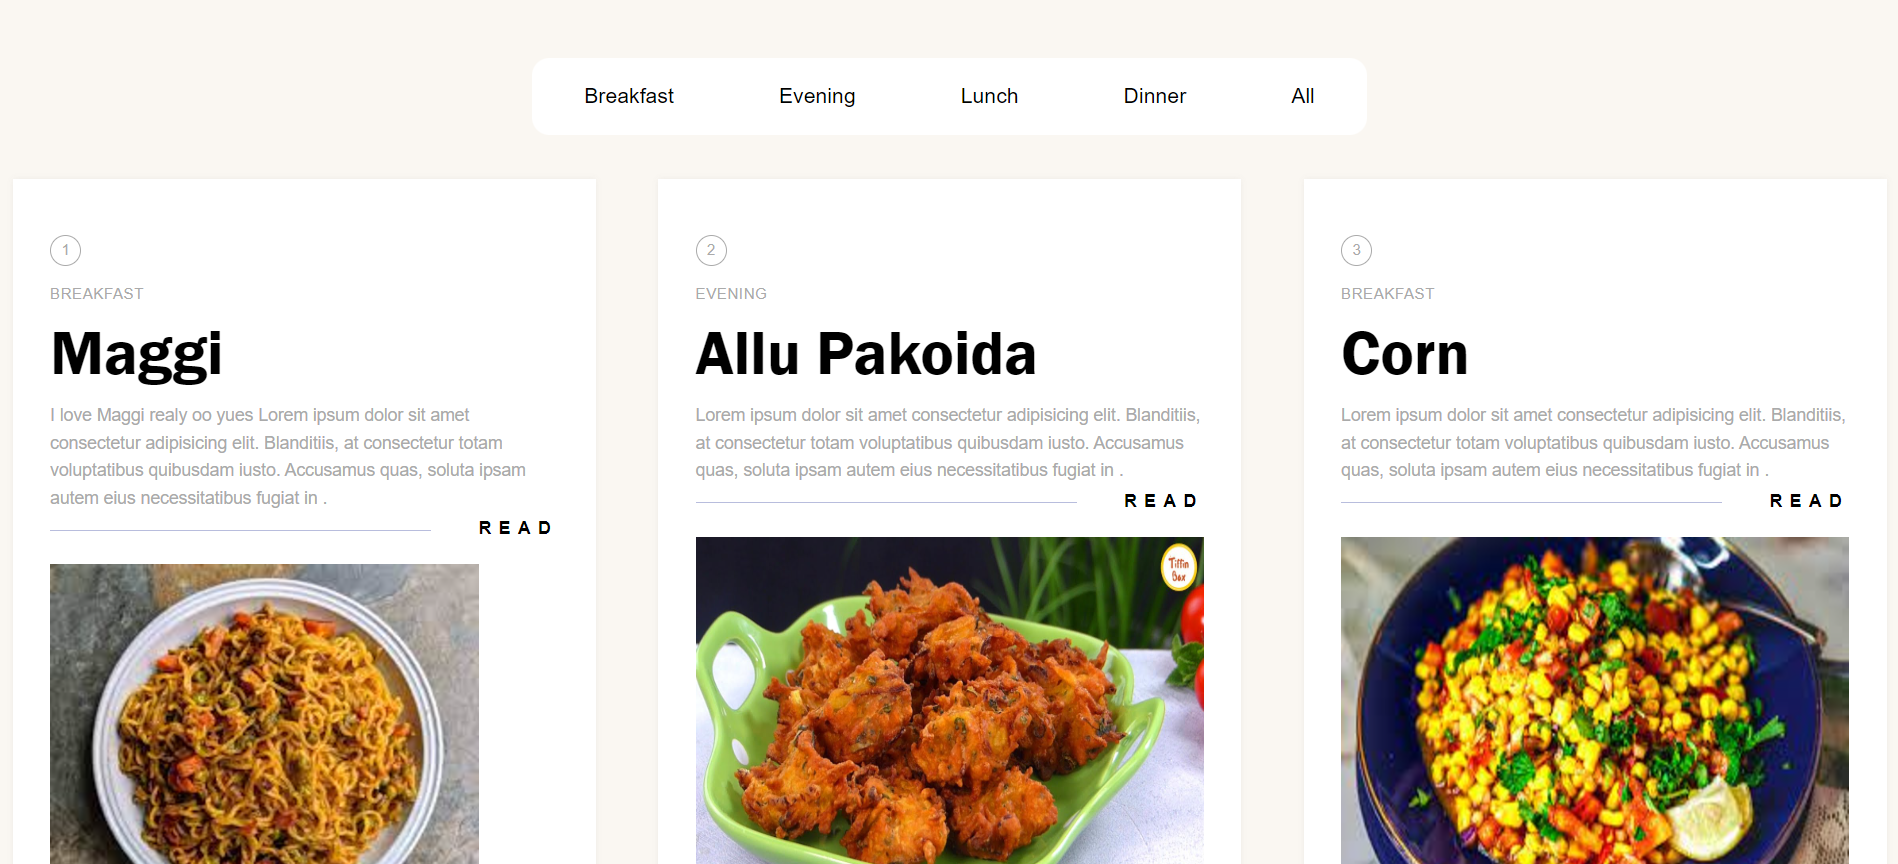 Breakfast Evening Lunch Dinner All
1
BREAKFAST
Maggi
I love Maggi realy oo yues Lorem ipsum dolor sit amet
consectetur adipisicing elit. Blanditiis, at consectetur totam
voluptatibus quibusdam iusto. Accusamus quas, soluta ipsam
autem eius necessitatibus fugiat in .
READ
2
EVENING
Allu Pakoida
Lorem ipsum dolor sit amet consectetur adipisicing elit. Blanditiis,
at consectetur totam voluptatibus quibusdam iusto. Accusamus
quas, soluta ipsam autem eius necessitatibus fugiat in .
READ
Tiffin
Box
3
BREAKFAST
Corn
Lorem ipsum dolor sit amet consectetur adipisicing elit. Blanditiis,
at consectetur totam voluptatibus quibusdam iusto. Accusamus
quas, soluta ipsam autem eius necessitatibus fugiat in .
READ